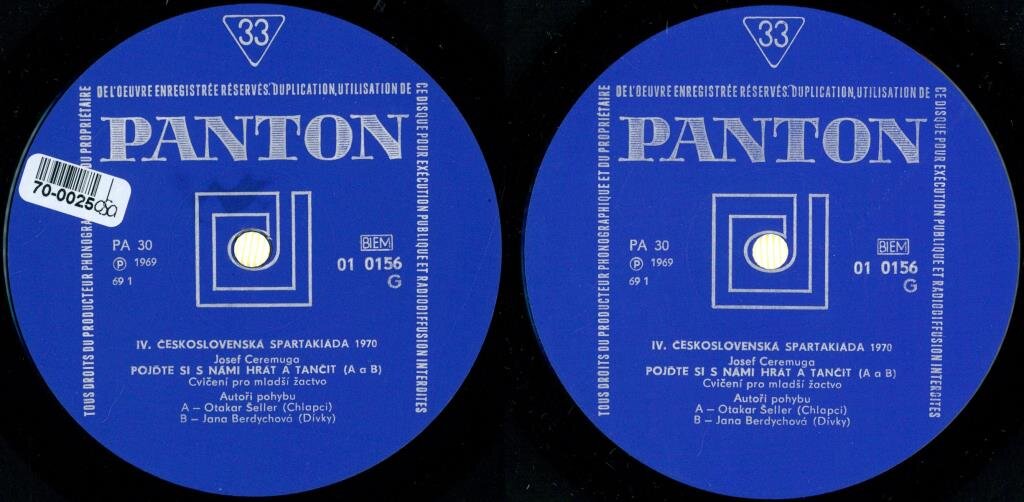 33
DE L'OEUVRE ENREGISTRÉE RÉSERVÉS. DUPLICATION, UTILISATION DE
CE DISQUE POUR EXÉCUTION PUBLIQUE ET RADIODIFFUSION INTERDITES
TOUS DROITS DU PRODUCTEUR PHONOGRA DU PROPRIÉTAIRE
PANTON
70-0025
PA 30
Ⓟ 1969
69 1
BIEM
01 0156
G
IV. ČESKOSLOVENSKÁ SPARTAKIÁDA 1970
Josef Ceremuga
POJĎTE SI S NÁMI HRÁT A TANČIT (A a B)
Cvičení pro mladší žactvo
Autoři pohybu
A — Otakar Šeller (Chlapci)
B — Jana Berdychová (Dívky)
33
DE L'OEUVRE ENREGISTRÉE RÉSERVÉS. DUPLICATION, UTILISATION DE
CE DISQUE POUR EXÉCUTION PUBLIQUE ET RADIODIFFUSION INTERDITES
TOUS DROITS DU PRODUCTEUR PHONOGRAPHIQUE ET DU PROPRIÉTAIRE
PANTON
PA 30
Ⓟ 1969
69 1
BIEM
01 0156
G
IV. ČESKOSLOVENSKÁ SPARTAKIÁDA 1970
Josef Ceremuga
POJĎTE SI S NÁMI HRÁT A TANČIT (A a B)
Cvičení pro mladší žactvo
Autoři pohybu
A — Otakar Šeller (Chlapci)
B — Jana Berdychová (Dívky)